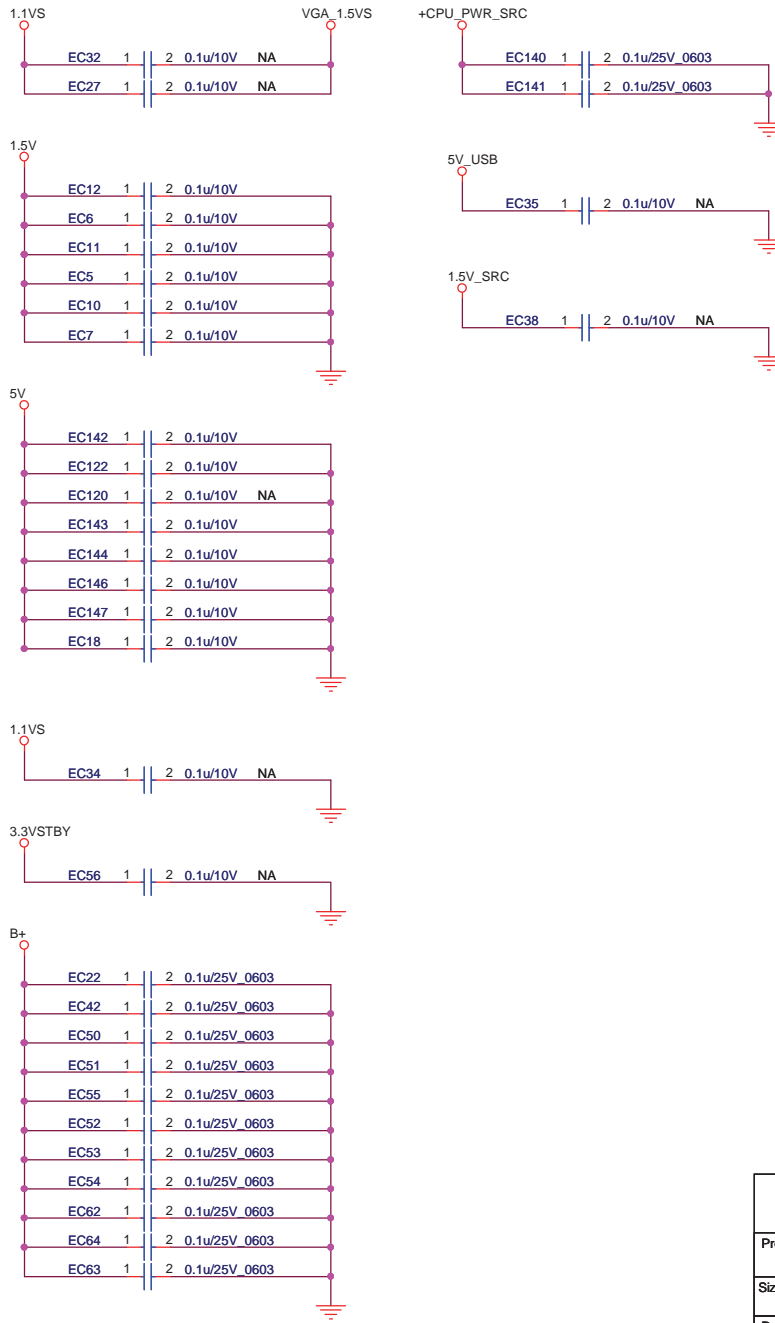 1.1VS VGA_1.5VS
EC32 1 2 0.1u/10V NA
EC27 1 2 0.1u/10V NA
1.5V
EC12 1 2 0.1u/10V
EC6 1 2 0.1u/10V
EC11 1 2 0.1u/10V
EC5 1 2 0.1u/10V
EC10 1 2 0.1u/10V
EC7 1 2 0.1u/10V
5V
EC142 1 2 0.1u/10V
EC122 1 2 0.1u/10V
EC120 1 2 0.1u/10V NA
EC143 1 2 0.1u/10V
EC144 1 2 0.1u/10V
EC146 1 2 0.1u/10V
EC147 1 2 0.1u/10V
EC18 1 2 0.1u/10V
1.1VS
EC34 1 2 0.1u/10V NA
3.3VSTBY
EC56 1 2 0.1u/10V NA
B+
EC22 1 2 0.1u/25V_0603
EC42 1 2 0.1u/25V_0603
EC50 1 2 0.1u/25V_0603
EC51 1 2 0.1u/25V_0603
EC55 1 2 0.1u/25V_0603
EC52 1 2 0.1u/25V_0603
EC53 1 2 0.1u/25V_0603
EC54 1 2 0.1u/25V_0603
EC62 1 2 0.1u/25V_0603
EC64 1 2 0.1u/25V_0603
EC63 1 2 0.1u/25V_0603
+CPU_PWR_SRC
EC140 1 2 0.1u/25V_0603
EC141 1 2 0.1u/25V_0603
5V_USB
EC35 1 2 0.1u/10V NA
1.5V_SRC
EC38 1 2 0.1u/10V NA